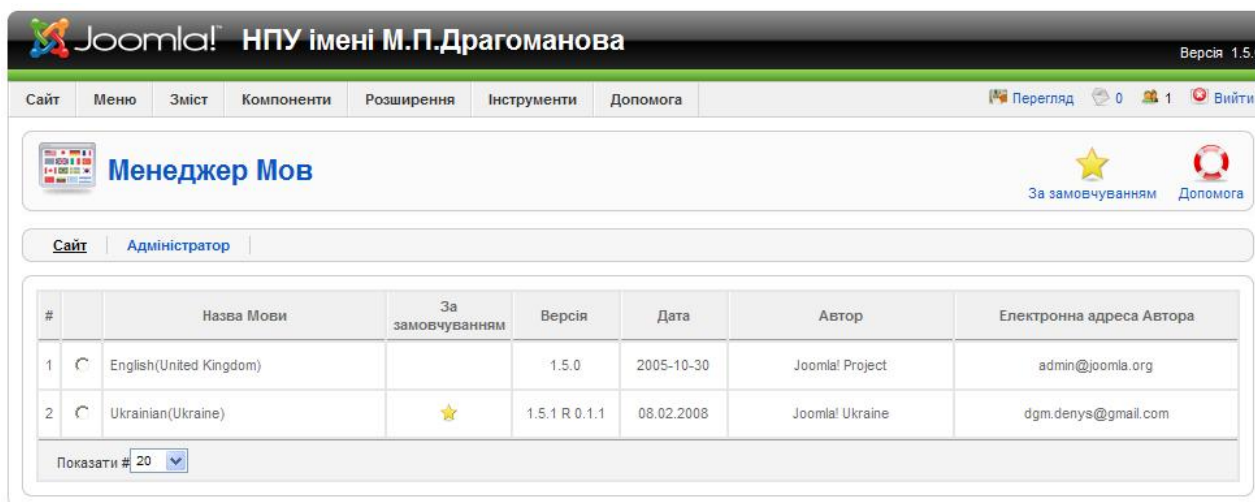 Joomla!™ НПУ імені М.П.Драгоманова
Версія 1.5.
Сайт Меню Зміст Компоненти Розширення Інструменти Допомога Перегляд 0 1 Вийти
Менеджер Мов
За замовчуванням Допомога
Сайт Адміністратор
# Назва Мови За замовчуванням Версія Дата Автор Електронна адреса Автора
1 English(United Kingdom) 1.5.0 2005-10-30 Joomla! Project admin@joomla.org
2 Ukrainian(Ukraine) 1.5.1 R 0.1.1 08.02.2008 Joomla! Ukraine dgm.denys@gmail.com
Показати # 20